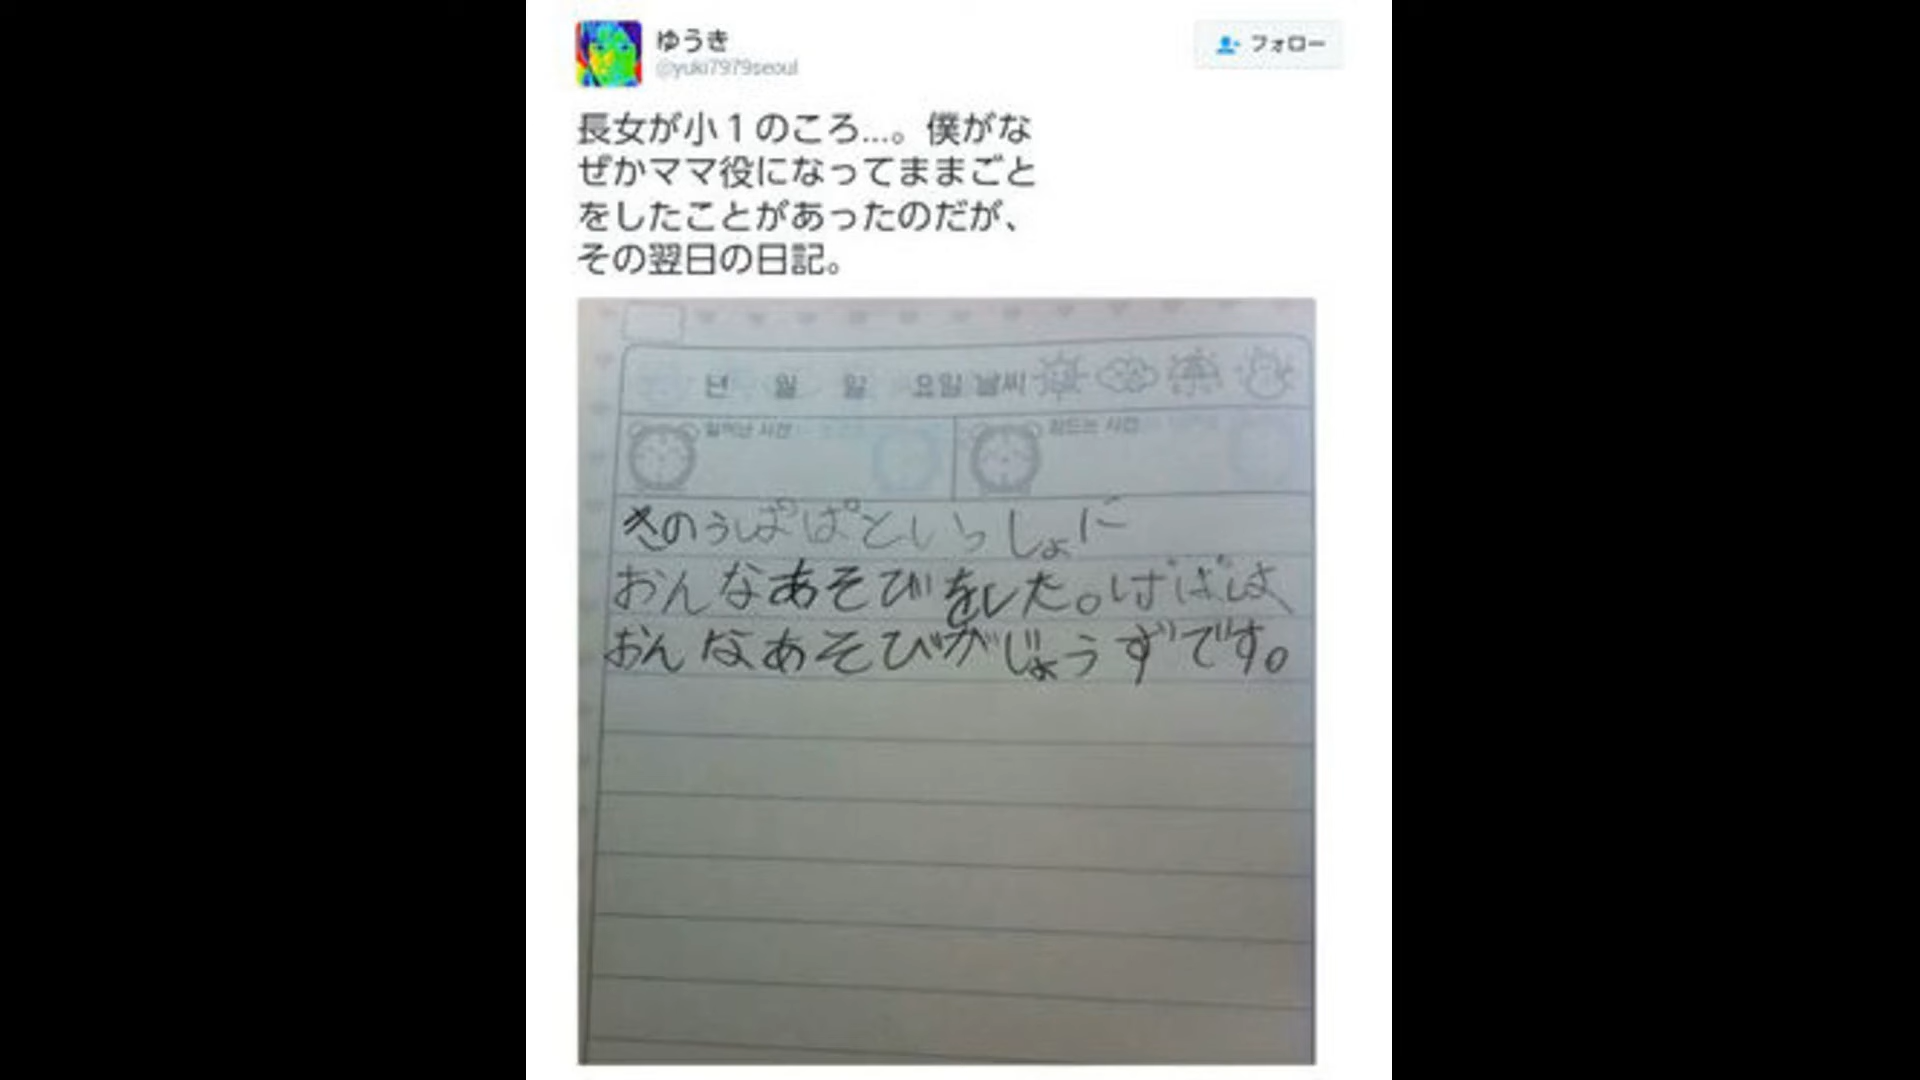 ゆうき
@yuki7979seoul
フォロー
長女が小１のころ...。僕がな
ぜかママ役になってままごと
をしたことがあったのだが、
その翌日の日記。
년 월 일 요일 날씨
일어난 시간
잠드는 시간
きのうぱぱといっしょに
おんなあそびをした。ぱぱは
おんなあそびがじょうずです。